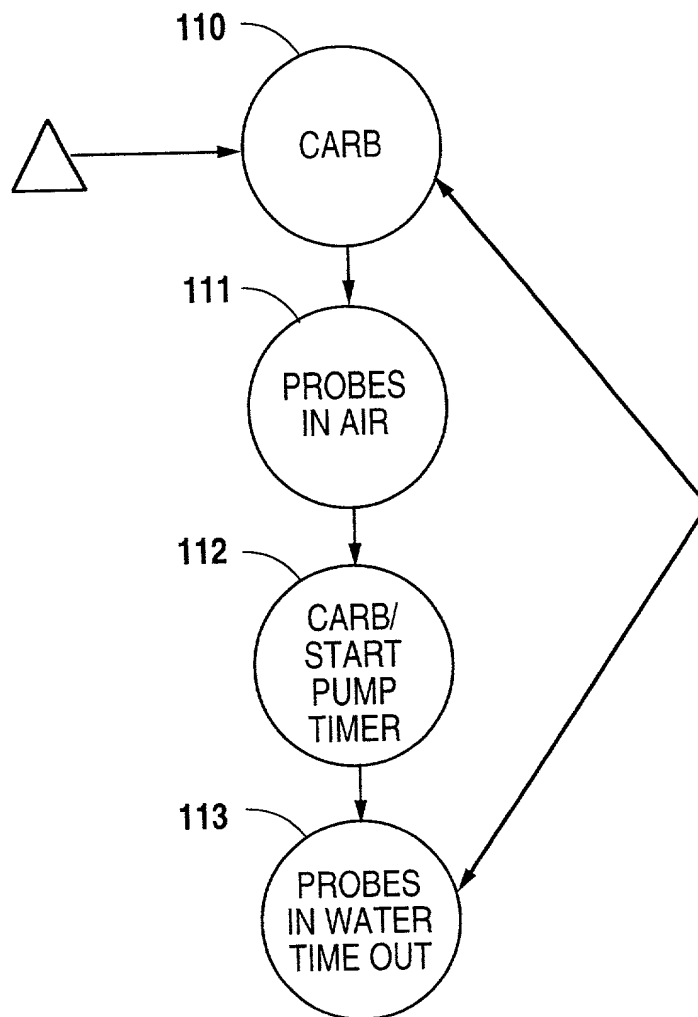 110
CARB
111
PROBES
IN AIR
112
CARB/
START
PUMP
TIMER
113
PROBES
IN WATER
TIME OUT